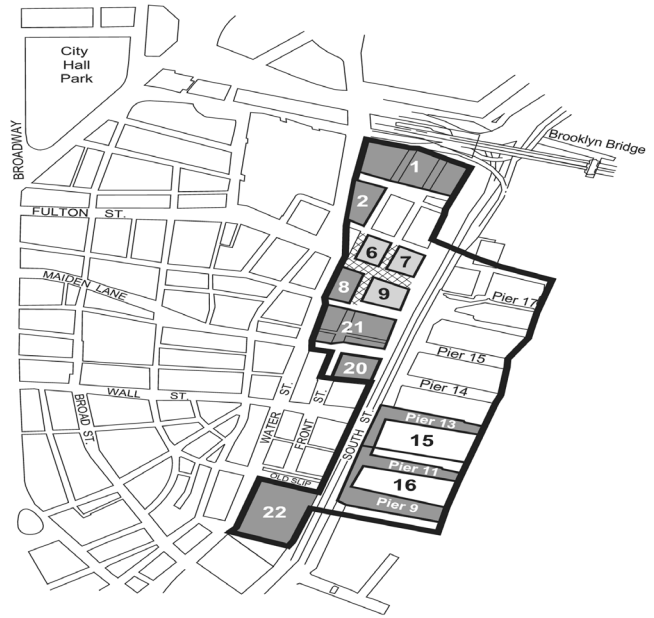 City
Hall
Park
BROADWAY
Brooklyn Bridge
1
2
FULTON ST.
6
7
MAIDEN LANE
8
9
Pier 17
21
Pier 15
20
Pier 14
WALL ST.
BROAD ST.
WATER ST.
FRONT ST.
SOUTH ST.
Pier 13
15
Pier 11
16
Pier 9
OLD SLIP
22